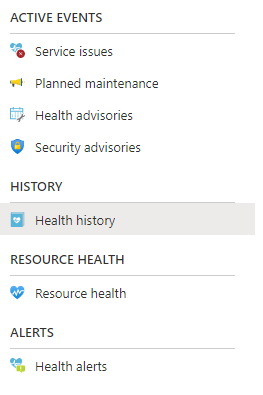 ACTIVE EVENTS
Service issues
Planned maintenance
Health advisories
Security advisories
HISTORY
Health history
RESOURCE HEALTH
Resource health
ALERTS
Health alerts